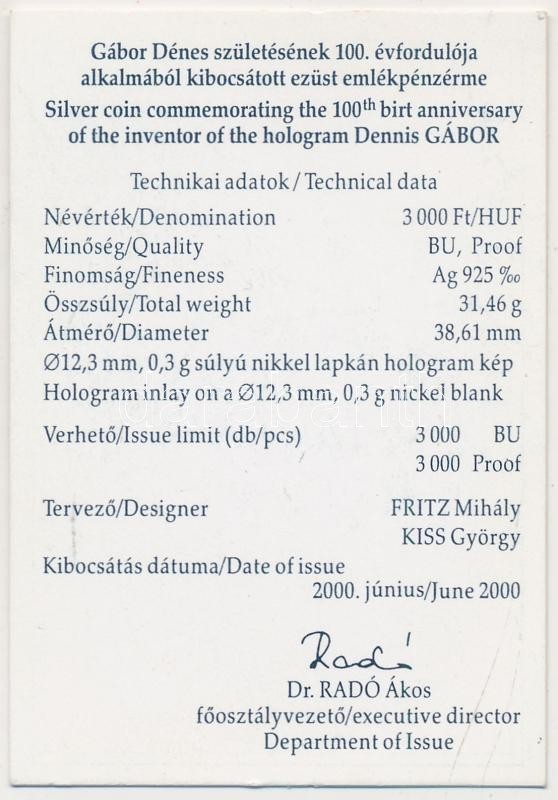 Gábor Dénes születésének 100. évfordulója
alkalmából kibocsátott ezüst emlékpénzérme
Silver coin commemorating the 100th birt anniversary
of the inventor of the hologram Dennis GÁBOR
Technikai adatok / Technical data
Névérték/Denomination 3 000 Ft/HUF
Minőség/Quality BU, Proof
Finomság/Fineness Ag 925 ‰
Összsúly/Total weight 31,46 g
Átmérő/Diameter 38,61 mm
Ø12,3 mm, 0,3 g súlyú nikkel lapkán hologram kép
Hologram inlay on a Ø12,3 mm, 0,3 g nickel blank
Verhető/Issue limit (db/pcs) 3 000 BU
3 000 Proof
Tervező/Designer FRITZ Mihály
KISS György
Kibocsátás dátuma/Date of issue
2000. június/June 2000
Radó
Dr. RADÓ Ákos
főosztályvezető/executive director
Department of Issue